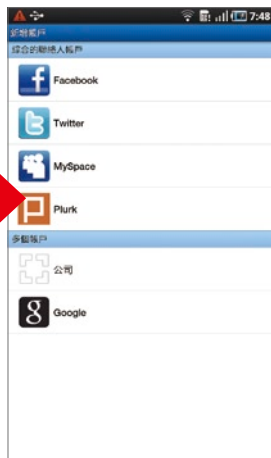 7:48
新增帳戶
綜合的聯絡人帳戶
Facebook
Twitter
MySpace
Plurk
多個帳戶
公司
Google